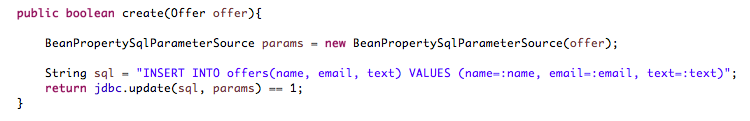 public boolean create(Offer offer){
BeanPropertySqlParameterSource params = new BeanPropertySqlParameterSource(offer);
String sql = "INSERT INTO offers(name, email, text) VALUES (name=:name, email=:email, text=:text)";
return jdbc.update(sql, params) == 1;
}